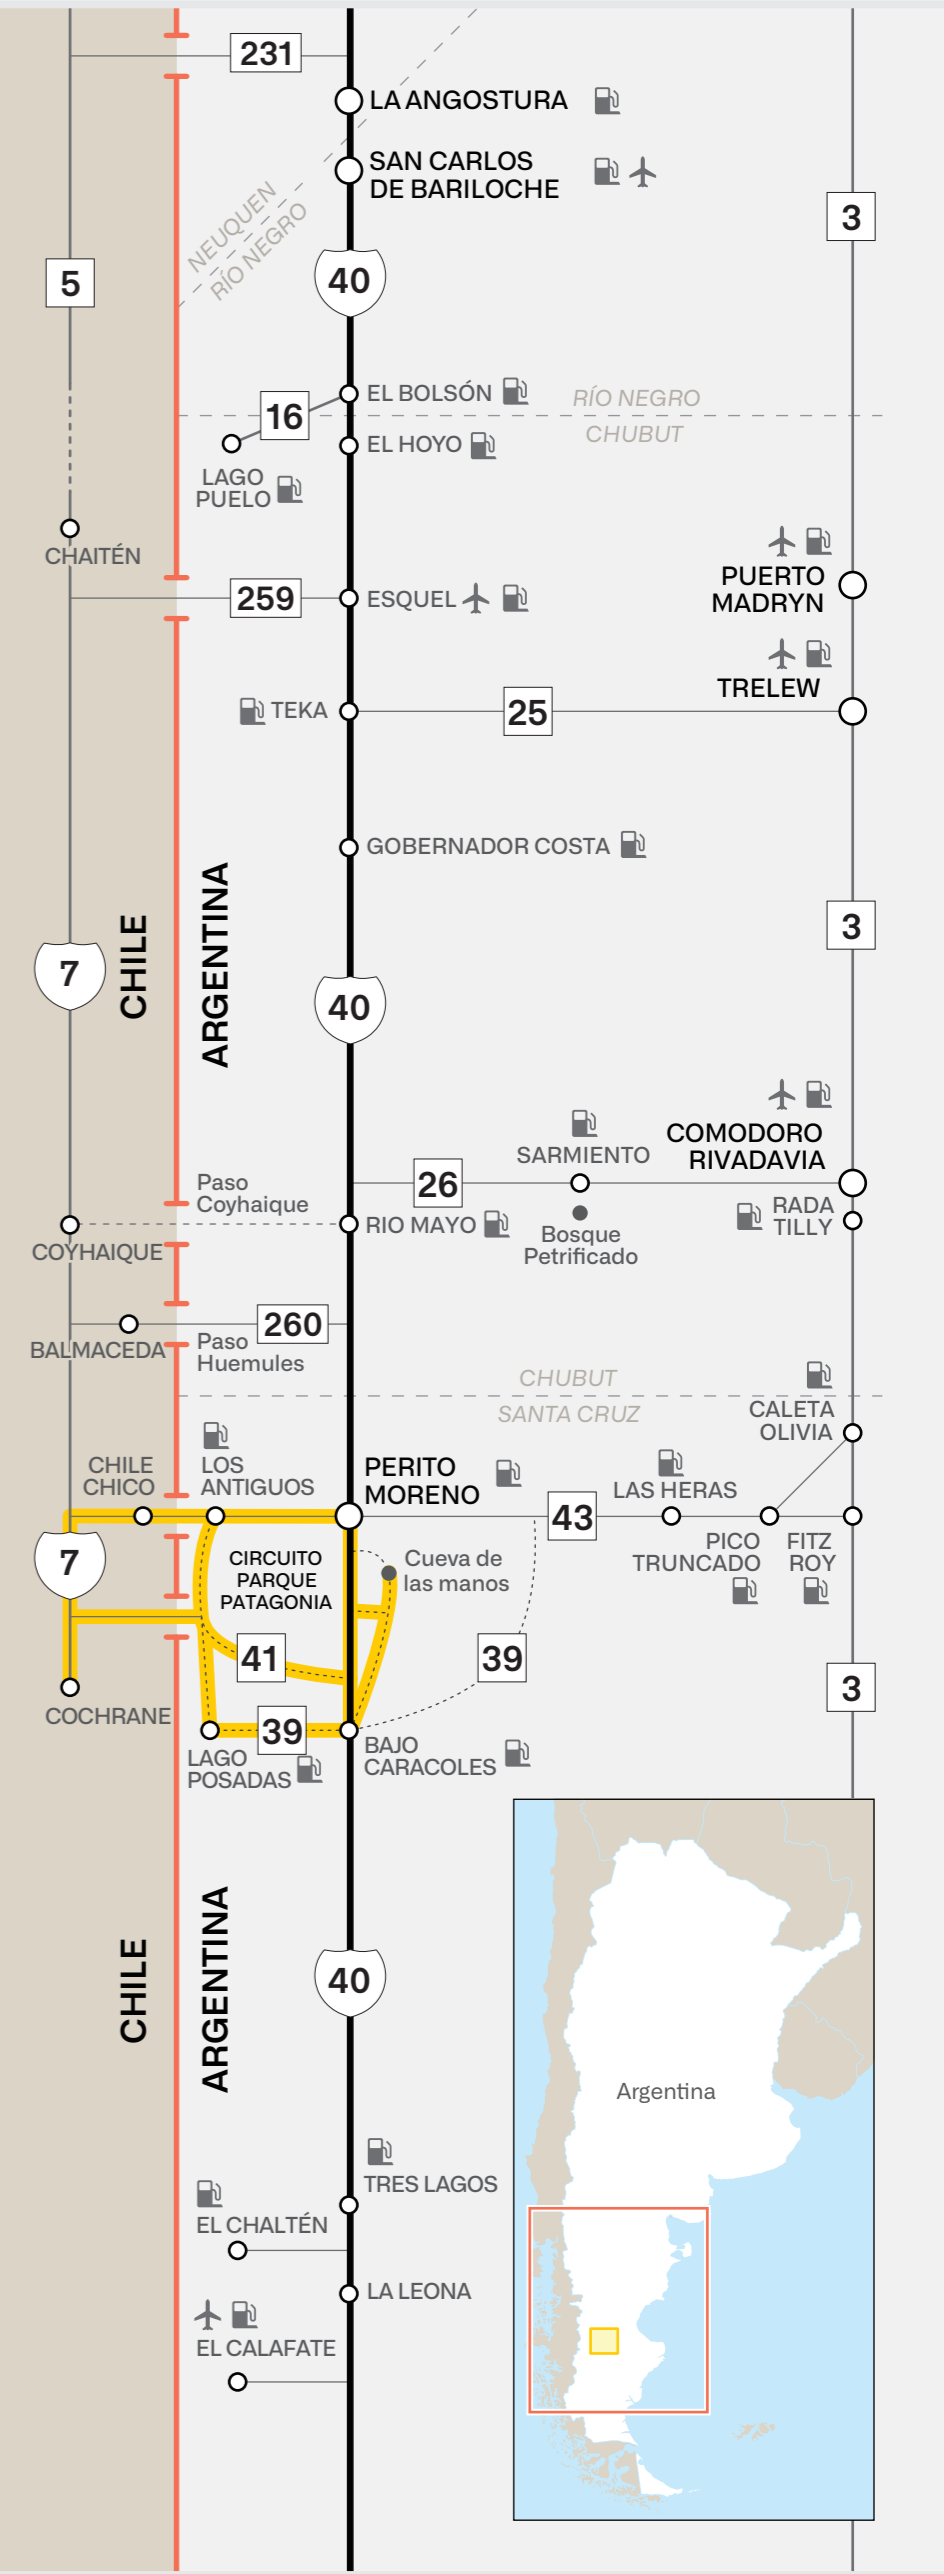 231
LA ANGOSTURA
SAN CARLOS
DE BARILOCHE
NEUQUEN
RÍO NEGRO
3
5
40
EL BOLSÓN
RÍO NEGRO
16
CHUBUT
EL HOYO
LAGO
PUELO
CHAITÉN
PUERTO
MADRYN
259
ESQUEL
TRELEW
TEKA
25
GOBERNADOR COSTA
3
CHILE
ARGENTINA
7
40
COMODORO
RIVADAVIA
SARMIENTO
26
Paso
Coyhaique
RADA
TILLY
COYHAIQUE
RIO MAYO
Bosque
Petrificado
260
BALMACEDA
Paso
Huemules
CHUBUT
SANTA CRUZ
CALETA
OLIVIA
CHILE
CHICO
LOS
ANTIGUOS
PERITO
MORENO
LAS HERAS
43
PICO
TRUNCADO
FITZ
ROY
7
CIRCUITO
PARQUE
PATAGONIA
Cueva de
las manos
41
39
3
COCHRANE
39
LAGO
POSADAS
BAJO
CARACOLES
CHILE
ARGENTINA
40
Argentina
TRES LAGOS
EL CHALTÉN
LA LEONA
EL CALAFATE